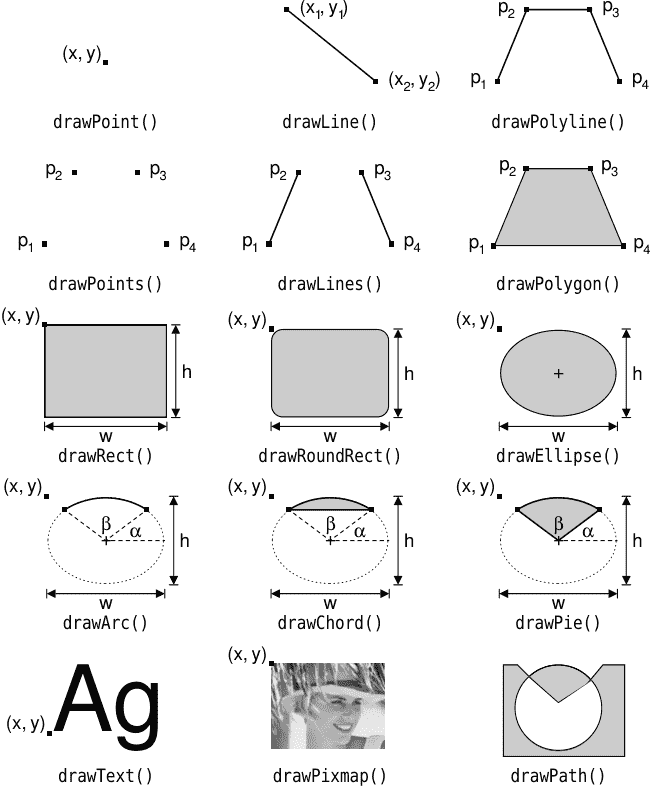 (x, y)
(x1, y1)
(x2, y2)
p2 p3
p1 p4
drawPoint() drawLine() drawPolyline()
p2 p3 p2 p3 p2 p3
p1 p4 p1 p4 p1 p4
drawPoints() drawLines() drawPolygon()
(x, y) (x, y) (x, y)
h h h
w w w
drawRect() drawRoundRect() drawEllipse()
(x, y) (x, y) (x, y)
β α h β α h β α h
w w w
drawArc() drawChord() drawPie()
(x, y) Ag (x, y)
drawText() drawPixmap() drawPath()